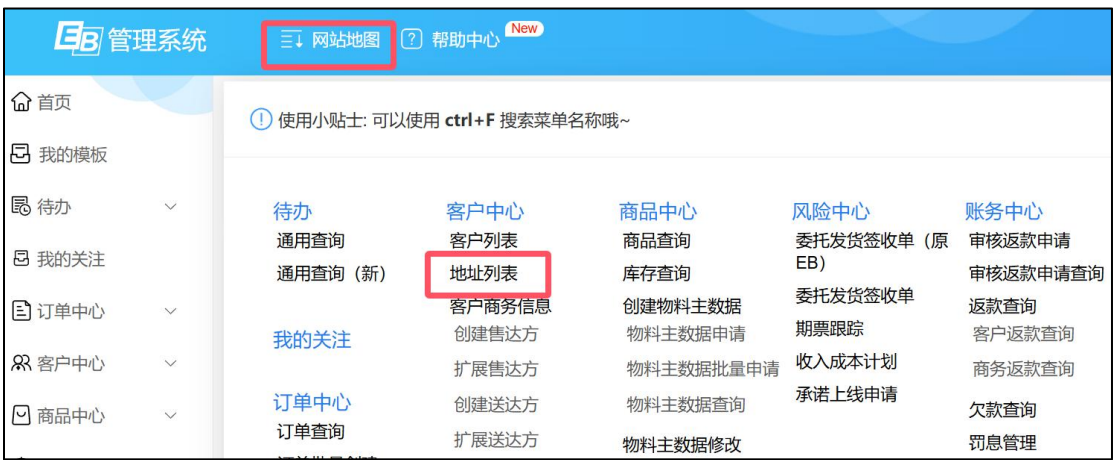 EB 管理系统
网站地图
帮助中心
New
首页
我的模板
待办
我的关注
订单中心
客户中心
商品中心
使用小贴士: 可以使用 ctrl+F 搜索菜单名称哦~
待办
通用查询
通用查询（新）
我的关注
订单中心
订单查询
客户中心
客户列表
地址列表
客户商务信息
创建售达方
扩展售达方
创建送达方
扩展送达方
商品中心
商品查询
库存查询
创建物料主数据
物料主数据申请
物料主数据批量申请
物料主数据查询
物料主数据修改
风险中心
委托发货签收单（原
EB）
委托发货签收单
期票跟踪
收入成本计划
承诺上线申请
账务中心
审核返款申请
审核返款申请查询
返款查询
客户返款查询
商务返款查询
欠款查询
罚息管理